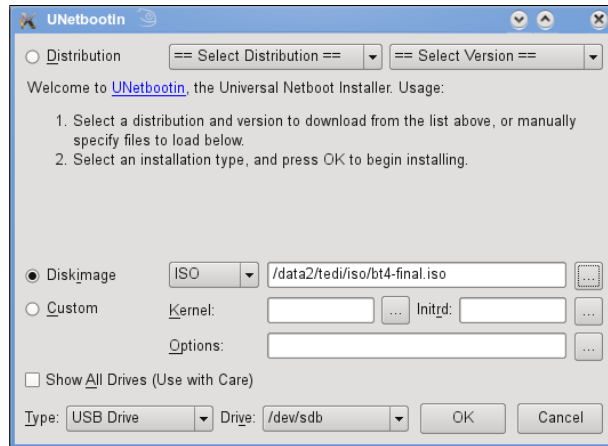 UNetbootin
Distribution == Select Distribution == == Select Version ==
Welcome to UNetbootin, the Universal Netboot Installer. Usage:
1. Select a distribution and version to download from the list above, or manually
specify files to load below.
2. Select an installation type, and press OK to begin installing.
Diskimage ISO /data2/tedi/iso/bt4-final.iso ...
Custom Kernel: ... Initrd: ...
Options: ...
Show All Drives (Use with Care)
Type: USB Drive Drive: /dev/sdb OK Cancel